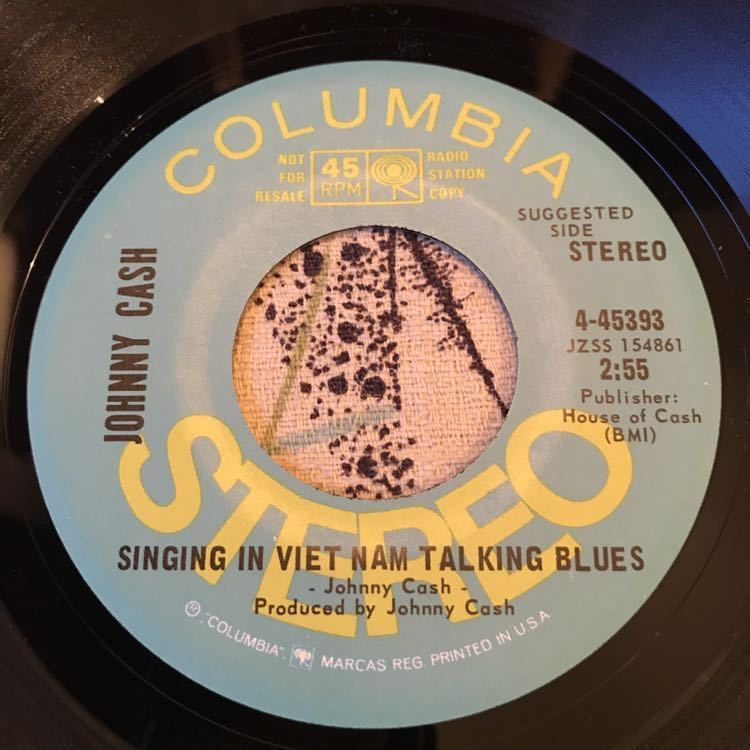 COLUMBIA
NOT
FOR
RESALE
45
RPM
RADIO
STATION
COPY
SUGGESTED
SIDE
STEREO
JOHNNY CASH
4-45393
JZSS 154861
2:55
Publisher:
House of Cash
(BMI)
STEREO
SINGING IN VIET NAM TALKING BLUES
- Johnny Cash -
Produced by Johnny Cash
® "COLUMBIA", MARCAS REG. PRINTED IN U.S.A.